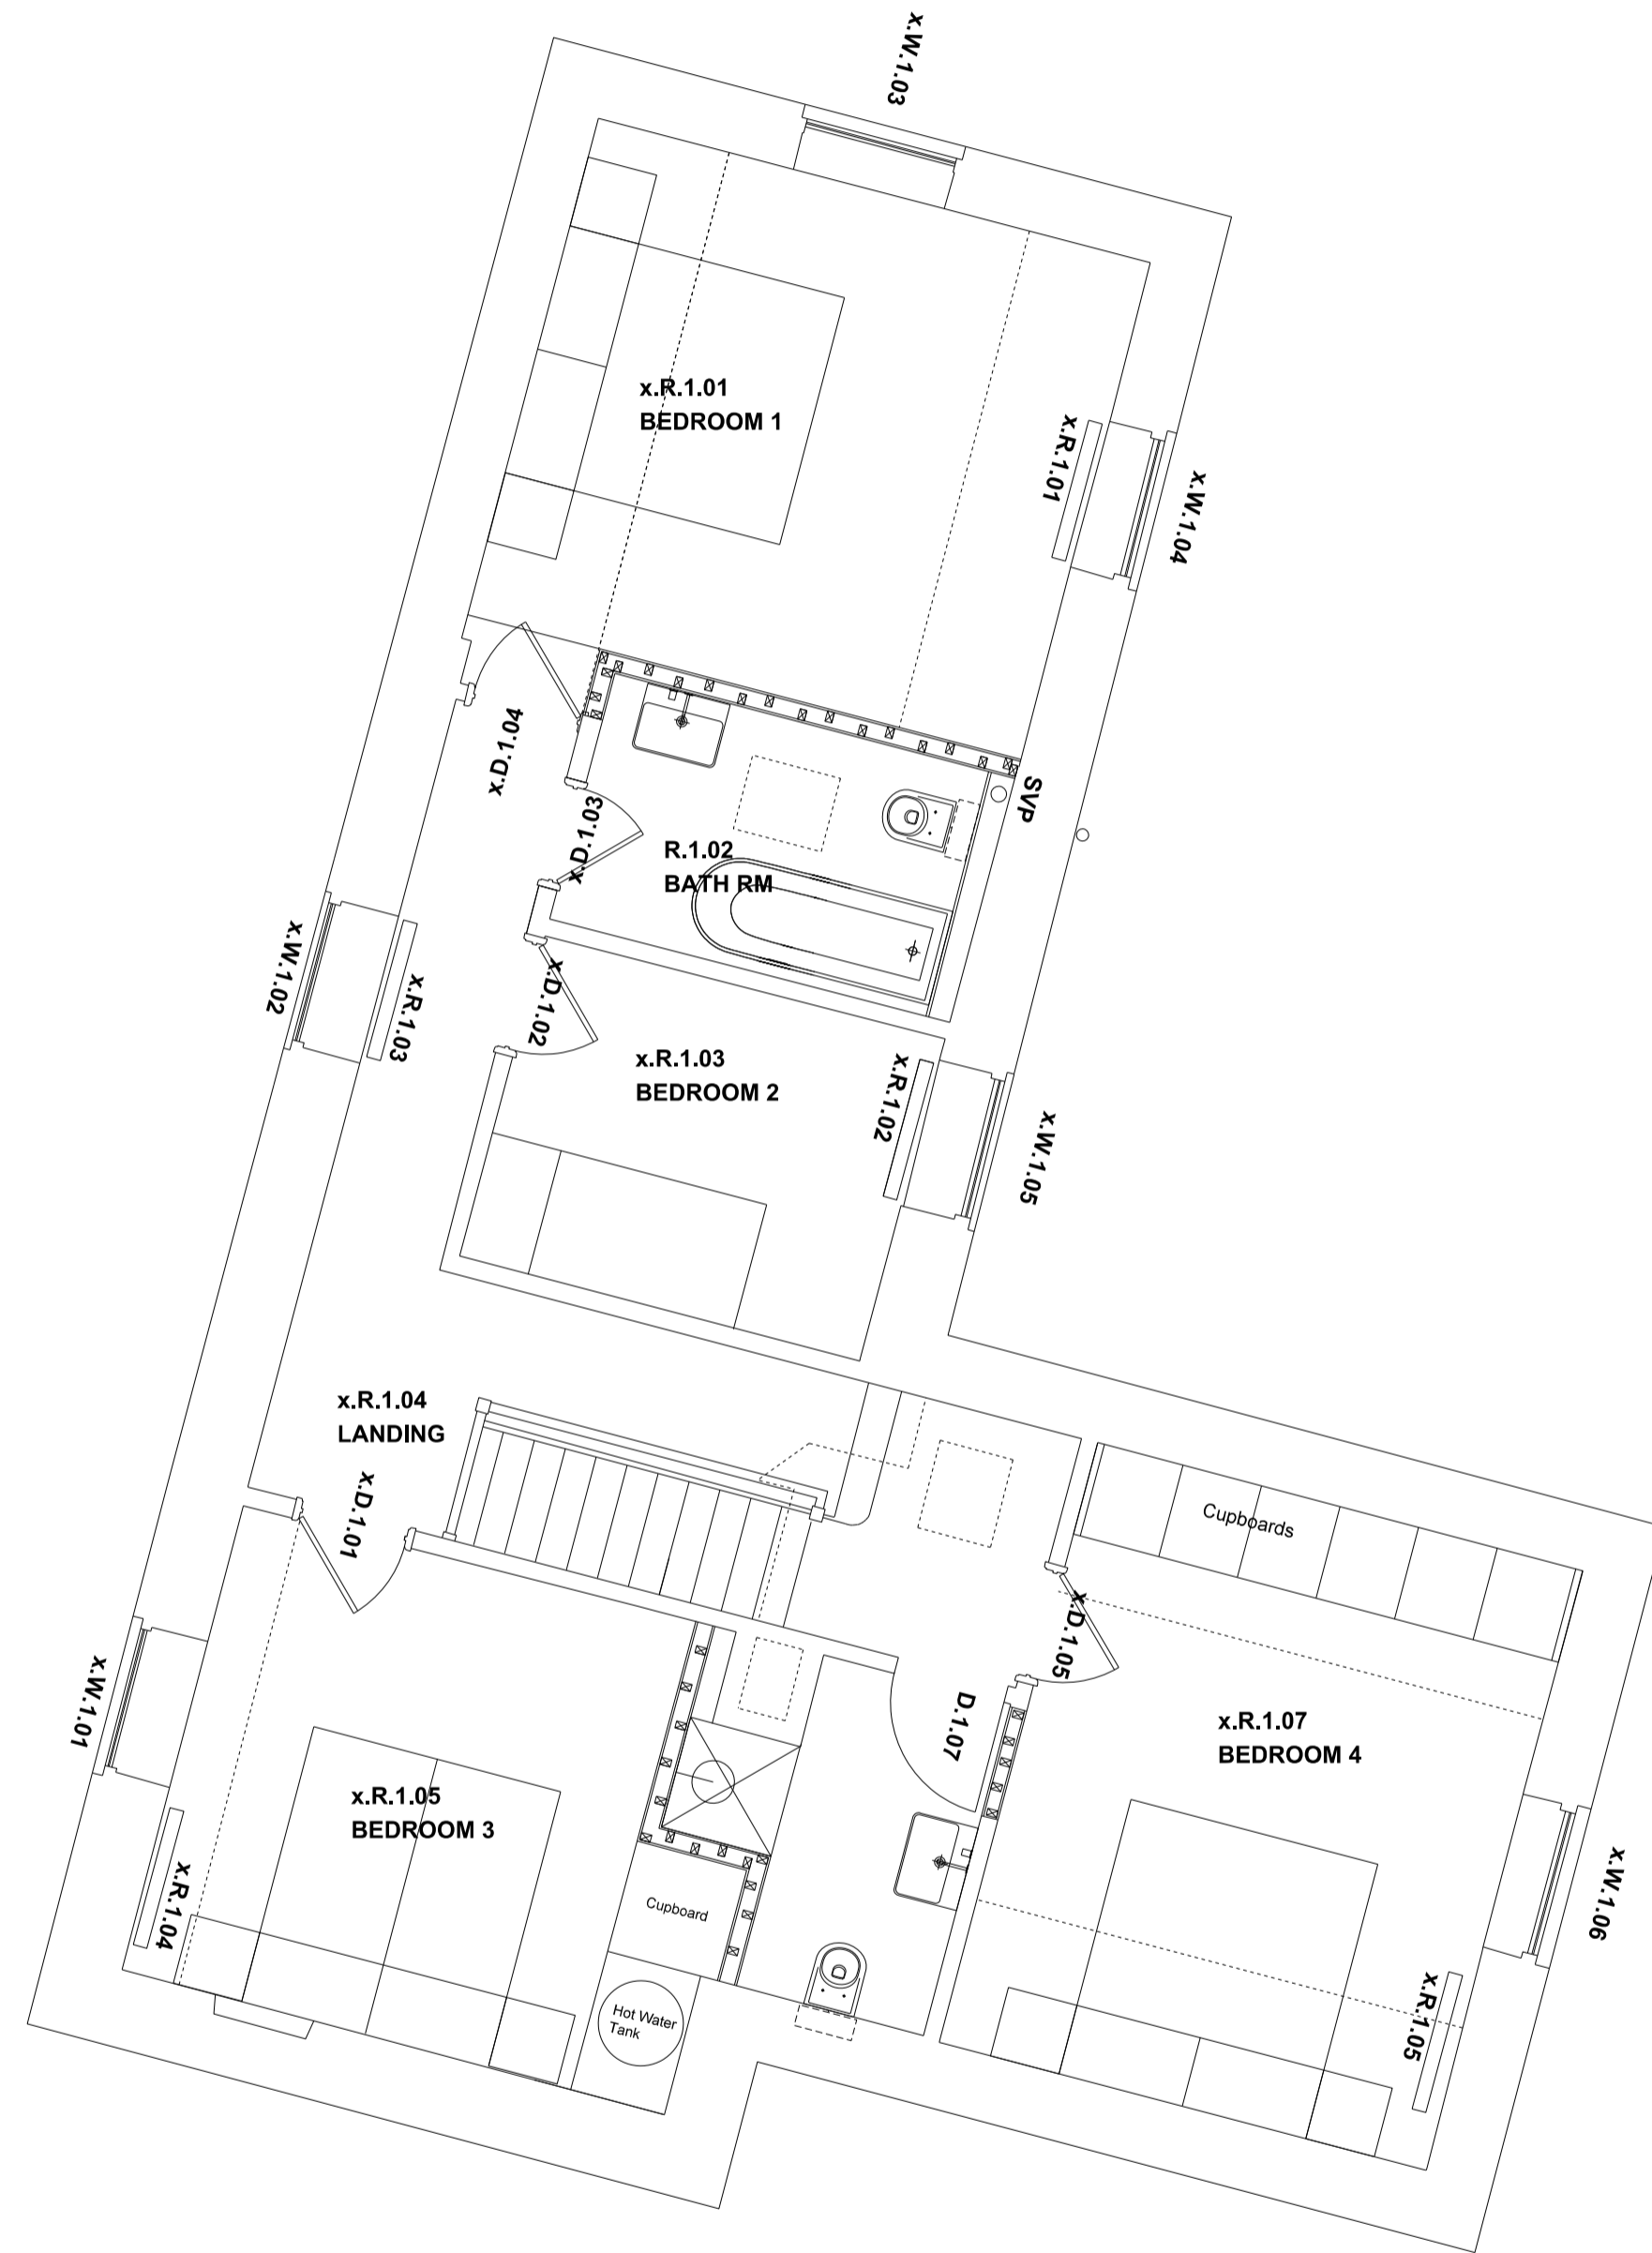 x.W.1.03
x.R.1.01
BEDROOM 1
x.R.1.01
x.W.1.04
x.D.1.04
SVP
x.D.1.03
R.1.02
BATH RM
x.W.1.02
x.R.1.03
x.D.1.02
x.R.1.03
BEDROOM 2
x.R.1.02
x.W.1.05
x.R.1.04
LANDING
x.D.1.01
Cupboards
x.D.1.05
x.W.1.01
D.1.07
x.R.1.07
BEDROOM 4
x.R.1.05
BEDROOM 3
x.R.1.04
Cupboard
x.W.1.06
Hot Water
Tank
x.R.1.05